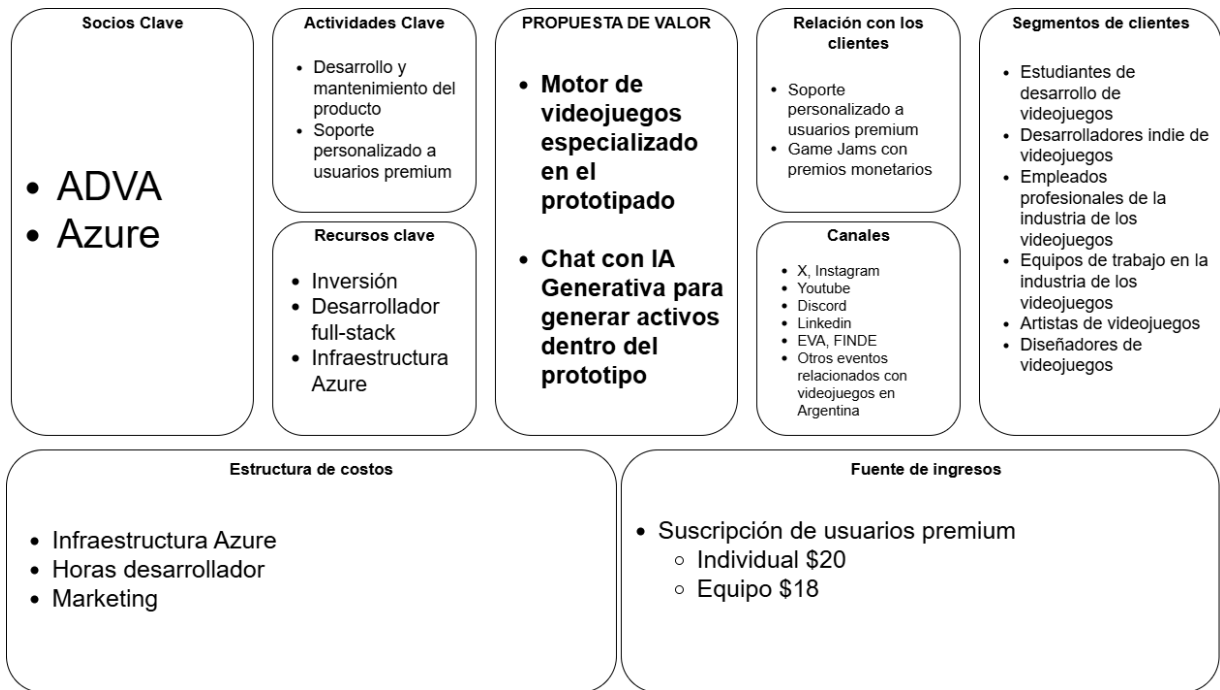 Socios Clave
• ADVA
• Azure
Actividades Clave
• Desarrollo y
mantenimiento del
producto
• Soporte
personalizado a
usuarios premium
Recursos clave
• Inversión
• Desarrollador
full-stack
• Infraestructura
Azure
PROPUESTA DE VALOR
• Motor de
videojuegos
especializado
en el
prototipado
• Chat con IA
Generativa para
generar activos
dentro del
prototipo
Relación con los
clientes
• Soporte
personalizado a
usuarios premium
• Game Jams con
premios monetarios
Canales
• X, Instagram
• Youtube
• Discord
• Linkedin
• EVA, FINDE
• Otros eventos
relacionados con
videojuegos en
Argentina
Segmentos de clientes
• Estudiantes de
desarrollo de
videojuegos
• Desarrolladores indie de
videojuegos
• Empleados
profesionales de la
industria de los
videojuegos
• Equipos de trabajo en la
industria de los
videojuegos
• Artistas de videojuegos
• Diseñadores de
videojuegos
Estructura de costos
• Infraestructura Azure
• Horas desarrollador
• Marketing
Fuente de ingresos
• Suscripción de usuarios premium
○ Individual $20
○ Equipo $18